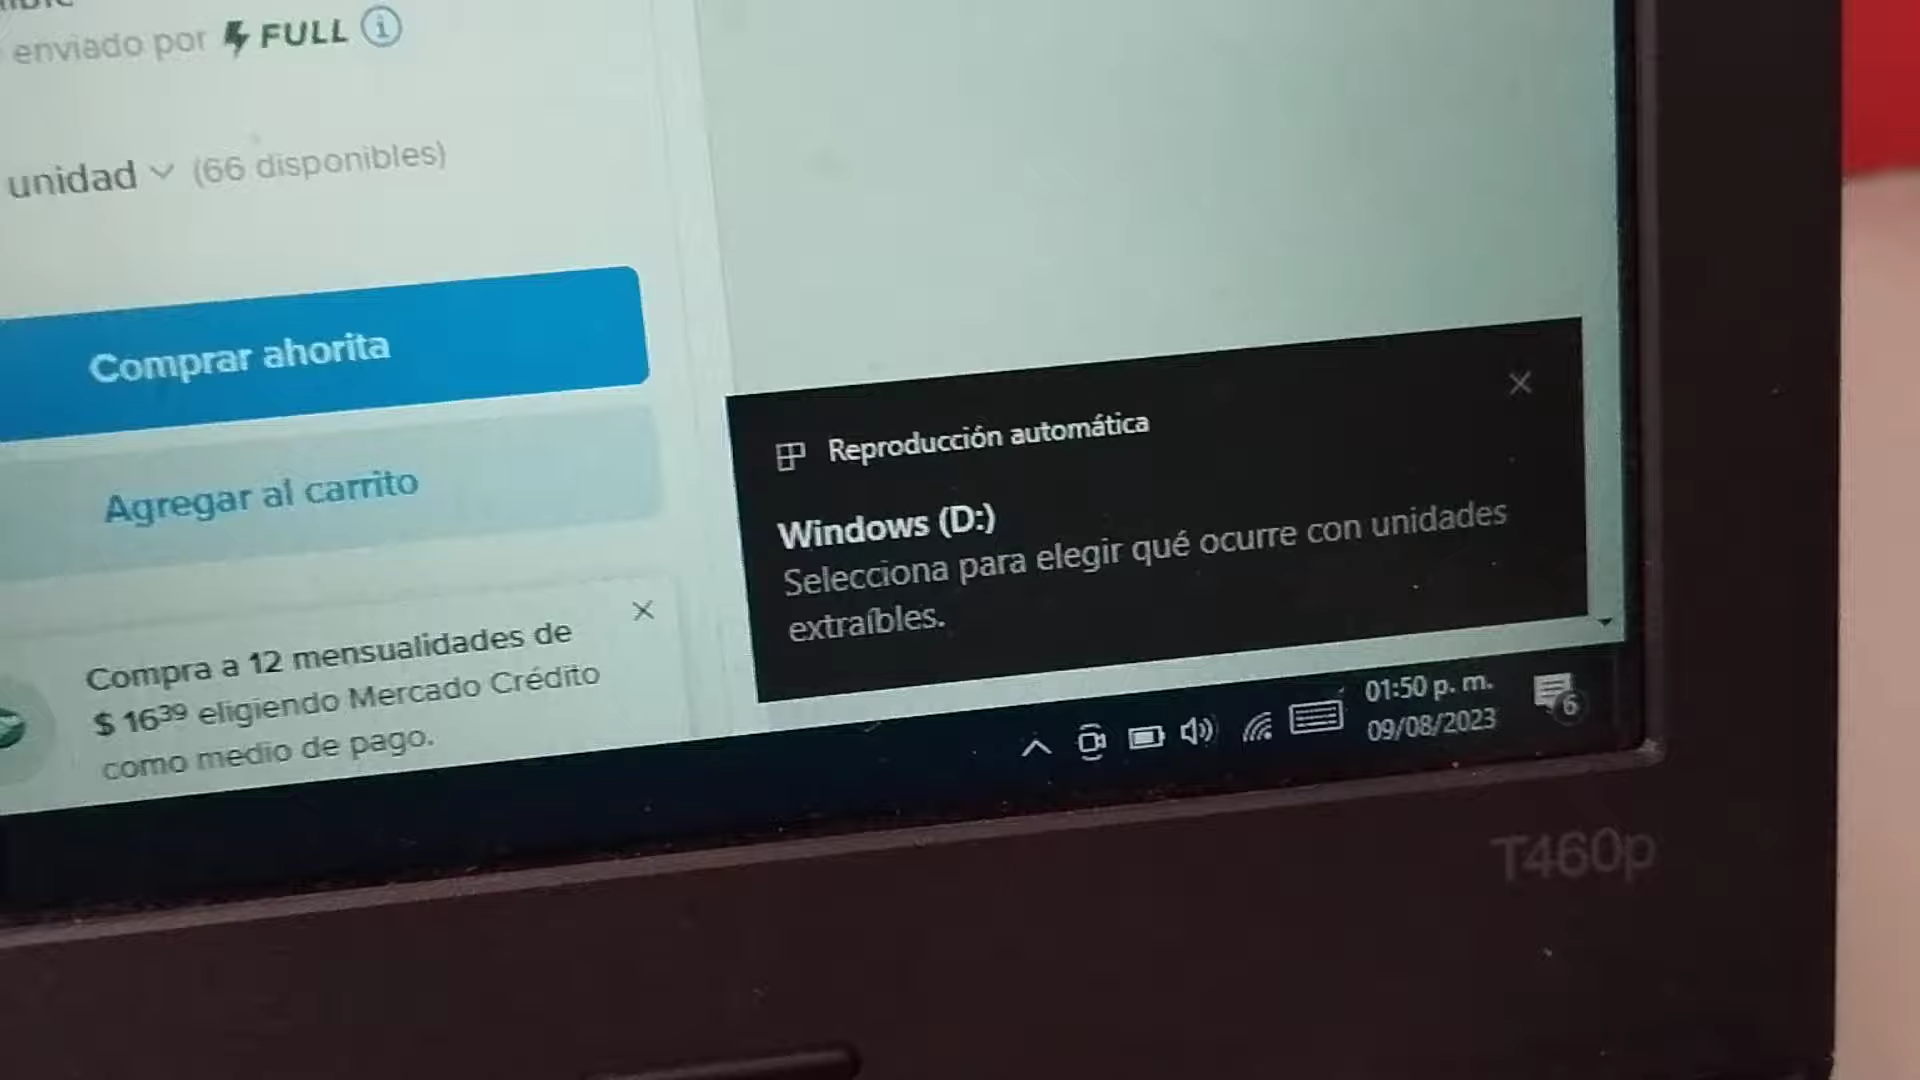 enviado por FULL
unidad (66 disponibles)
Comprar ahorita
Agregar al carrito
Compra a 12 mensualidades de
$ 16³⁹ eligiendo Mercado Crédito
como medio de pago.
Reproducción automática
Windows (D:)
Selecciona para elegir qué ocurre con unidades
extraíbles.
01:50 p. m.
09/08/2023
6
T460p